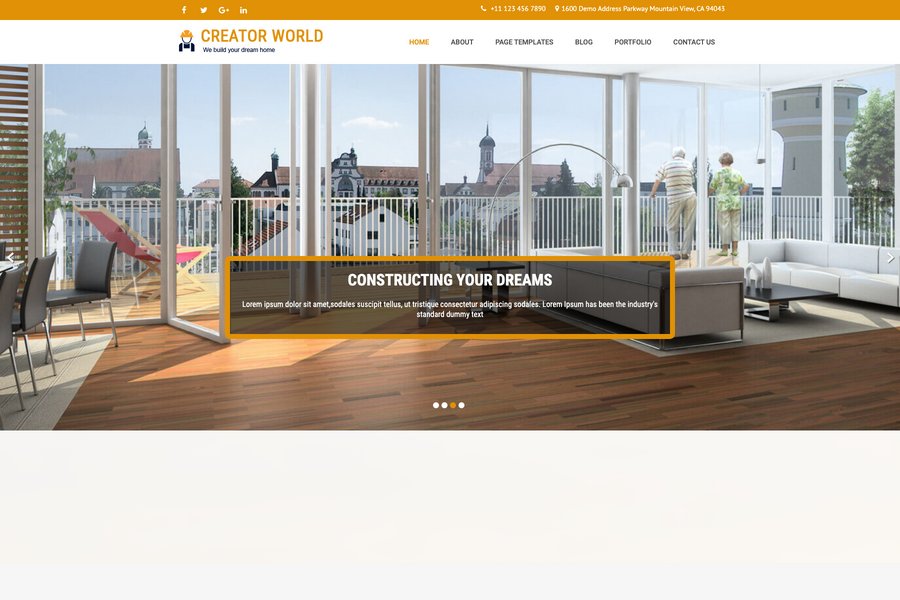 +11 123 456 7890 1600 Demo Address Parkway Mountain View, CA 94043
CREATOR WORLD
We build your dream home
HOME ABOUT PAGE TEMPLATES BLOG PORTFOLIO CONTACT US
CONSTRUCTING YOUR DREAMS
Lorem ipsum dolor sit amet,sodales suscipit tellus, ut tristique consectetur adipiscing sodales. Lorem Ipsum has been the industry's
standard dummy text